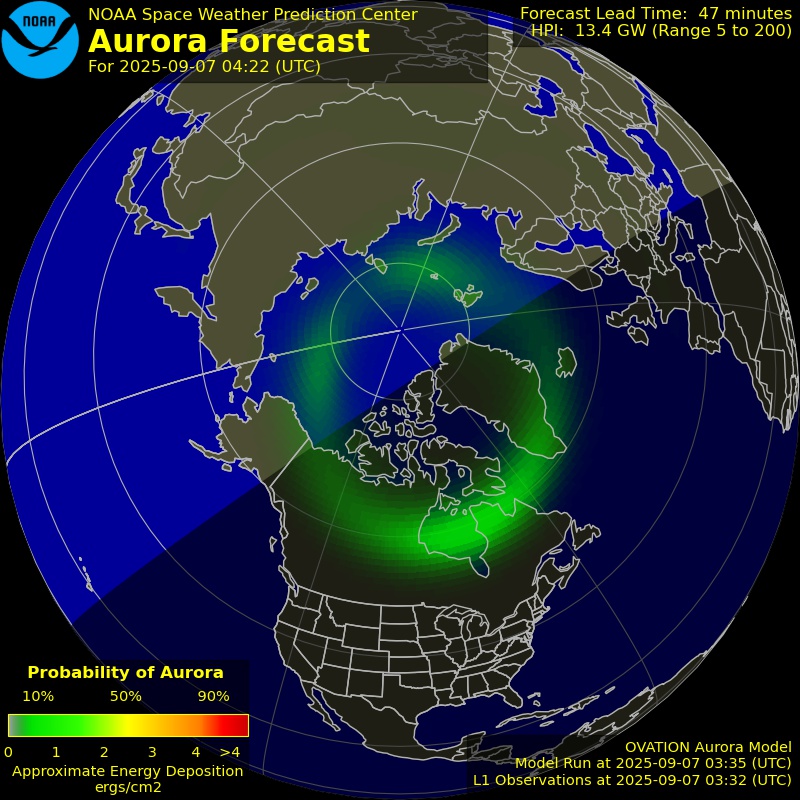 NOAA
NOAA Space Weather Prediction Center
Aurora Forecast
For 2025-09-07 04:22 (UTC)
Forecast Lead Time: 47 minutes
HPI: 13.4 GW (Range 5 to 200)
Probability of Aurora
10% 50% 90%
0 1 2 3 4 >4
Approximate Energy Deposition
ergs/cm2
OVATION Aurora Model
Model Run at 2025-09-07 03:35 (UTC)
L1 Observations at 2025-09-07 03:32 (UTC)